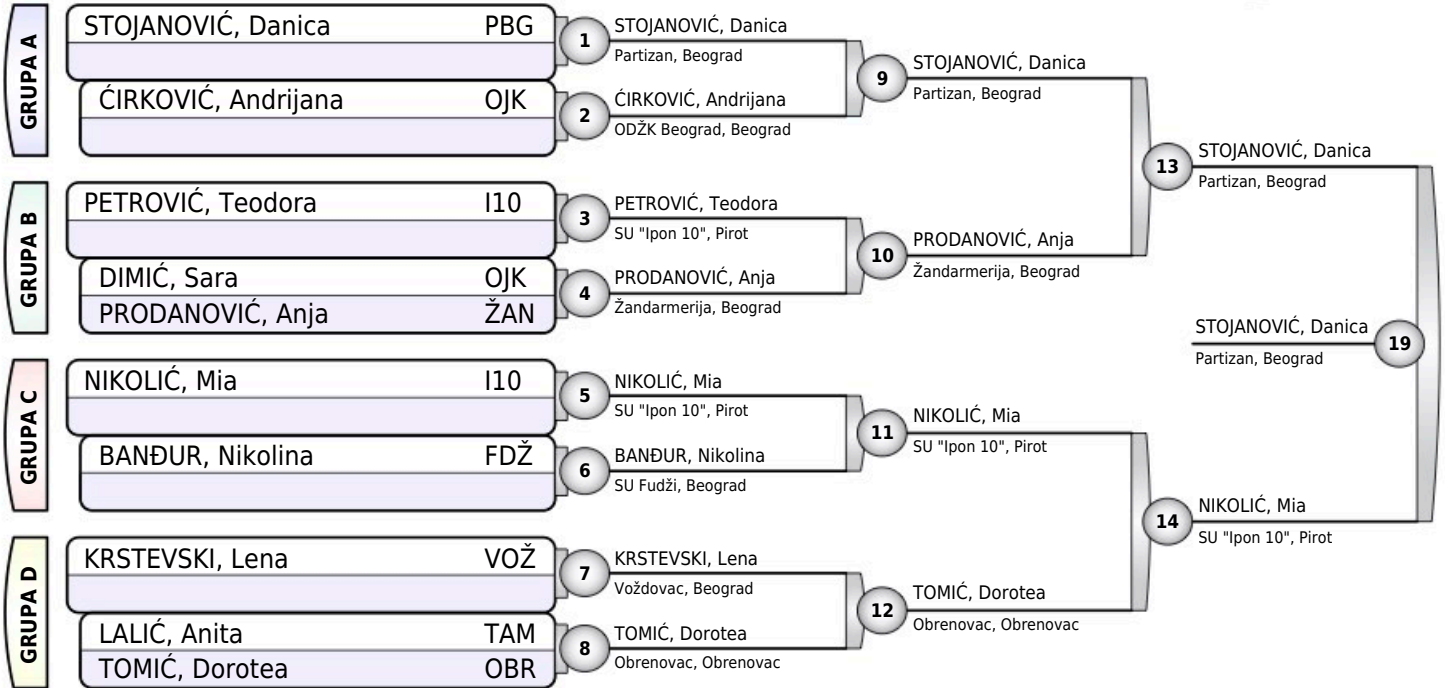 GRUPA A
STOJANOVIĆ, Danica PBG
ĆIRKOVIĆ, Andrijana OJK
GRUPA B
PETROVIĆ, Teodora I10
DIMIĆ, Sara OJK
PRODANOVIĆ, Anja ŽAN
GRUPA C
NIKOLIĆ, Mia I10
BANĐUR, Nikolina FDŽ
GRUPA D
KRSTEVSKI, Lena VOŽ
LALIĆ, Anita TAM
TOMIĆ, Dorotea OBR
1
STOJANOVIĆ, Danica
Partizan, Beograd
2
ĆIRKOVIĆ, Andrijana
ODŽK Beograd, Beograd
3
PETROVIĆ, Teodora
SU "Ipon 10", Pirot
4
PRODANOVIĆ, Anja
Žandarmerija, Beograd
5
NIKOLIĆ, Mia
SU "Ipon 10", Pirot
6
BANĐUR, Nikolina
SU Fudži, Beograd
7
KRSTEVSKI, Lena
Voždovac, Beograd
8
TOMIĆ, Dorotea
Obrenovac, Obrenovac
9
STOJANOVIĆ, Danica
Partizan, Beograd
10
PRODANOVIĆ, Anja
Žandarmerija, Beograd
11
NIKOLIĆ, Mia
SU "Ipon 10", Pirot
12
TOMIĆ, Dorotea
Obrenovac, Obrenovac
13
STOJANOVIĆ, Danica
Partizan, Beograd
14
NIKOLIĆ, Mia
SU "Ipon 10", Pirot
STOJANOVIĆ, Danica
Partizan, Beograd
19